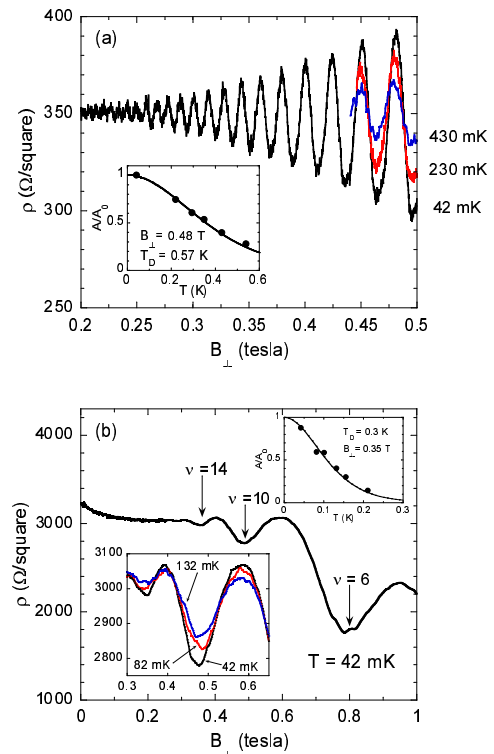 400
(a)
350
ρ (Ω/square)
430 mK
230 mK
42 mK
300
250
1
0.5
0
A/A0
B⊥ = 0.48 T
TD = 0.57 K
0 0.2 0.4 0.6
T (K)
0.2 0.25 0.3 0.35 0.4 0.45 0.5
B⊥ (tesla)
4000
(b)
3000
2000
1000
ρ (Ω/square)
1
0.5
0
A/A0
TD = 0.3 K
B⊥ = 0.35 T
0 0.1 0.2 0.3
T (K)
ν =14
ν =10
ν = 6
3100
3000
2900
2800
132 mK
82 mK
42 mK
0.3 0.4 0.5 0.6
T = 42 mK
0 0.2 0.4 0.6 0.8 1
B⊥ (tesla)